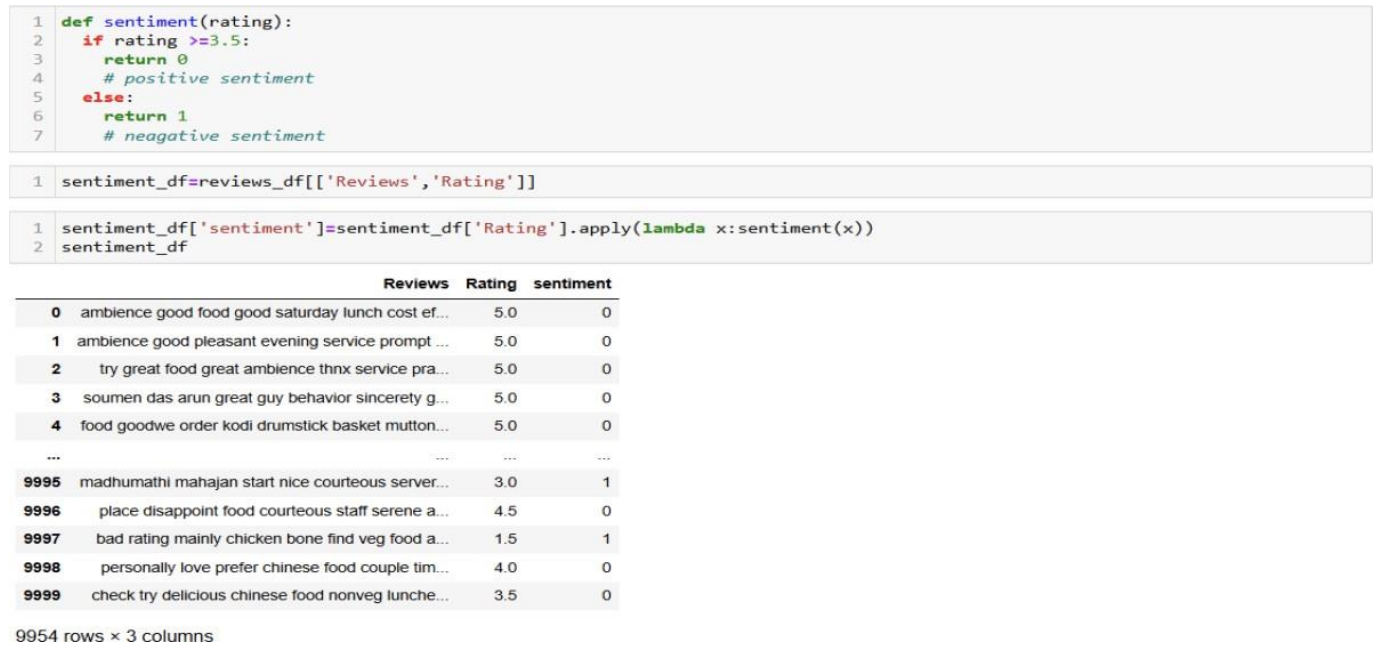 1 def sentiment(rating):
2 if rating >=3.5:
3 return 0
4 # positive sentiment
5 else:
6 return 1
7 # neagative sentiment
1 sentiment_df=reviews_df[['Reviews','Rating']]
1 sentiment_df['sentiment']=sentiment_df['Rating'].apply(lambda x:sentiment(x))
2 sentiment_df
Reviews Rating sentiment
0 ambience good food good saturday lunch cost ef... 5.0 0
1 ambience good pleasant evening service prompt ... 5.0 0
2 try great food great ambience thnx service pra... 5.0 0
3 soumen das arun great guy behavior sincerety g... 5.0 0
4 food goodwe order kodi drumstick basket mutton... 5.0 0
... ... ... ...
9995 madhumathi mahajan start nice courteous server... 3.0 1
9996 place disappoint food courteous staff serene a... 4.5 0
9997 bad rating mainly chicken bone find veg food a... 1.5 1
9998 personally love prefer chinese food couple tim... 4.0 0
9999 check try delicious chinese food nonveg lunche... 3.5 0
9954 rows × 3 columns